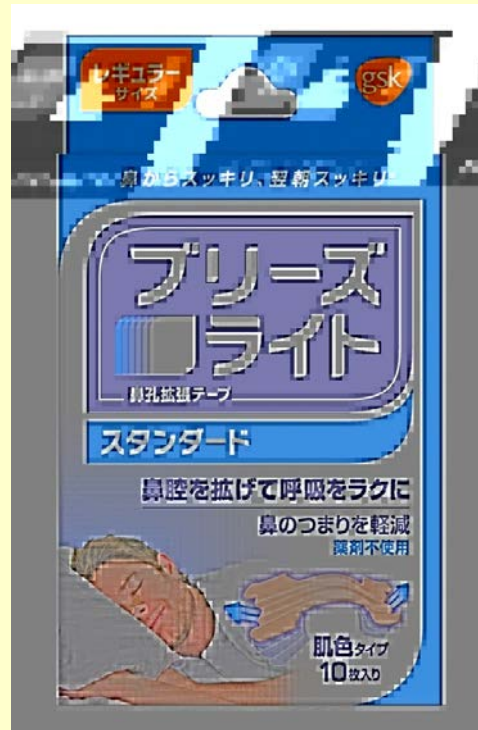 レギュラー
サイズ
gsk
鼻からスッキリ、翌朝スッキリ
ブリーズ
ライト
鼻孔拡張テープ
スタンダード
鼻腔を拡げて呼吸をラクに
鼻のつまりを軽減
薬剤不使用
肌色タイプ
10枚入り